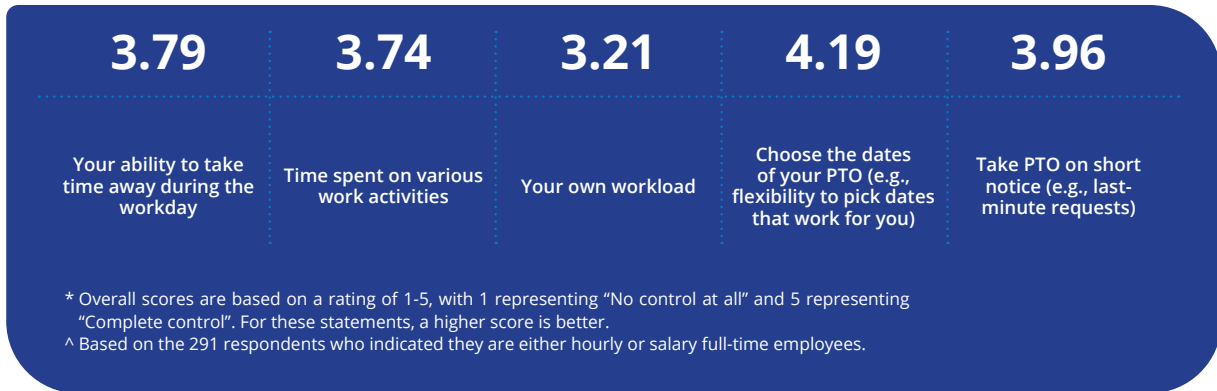 3.79
3.74
3.21
4.19
3.96
Your ability to take
time away during the
workday
Time spent on various
work activities
Your own workload
Choose the dates
of your PTO (e.g.,
flexibility to pick dates
that work for you)
Take PTO on short
notice (e.g., last-
minute requests)
* Overall scores are based on a rating of 1-5, with 1 representing “No control at all” and 5 representing
“Complete control”. For these statements, a higher score is better.
^ Based on the 291 respondents who indicated they are either hourly or salary full-time employees.